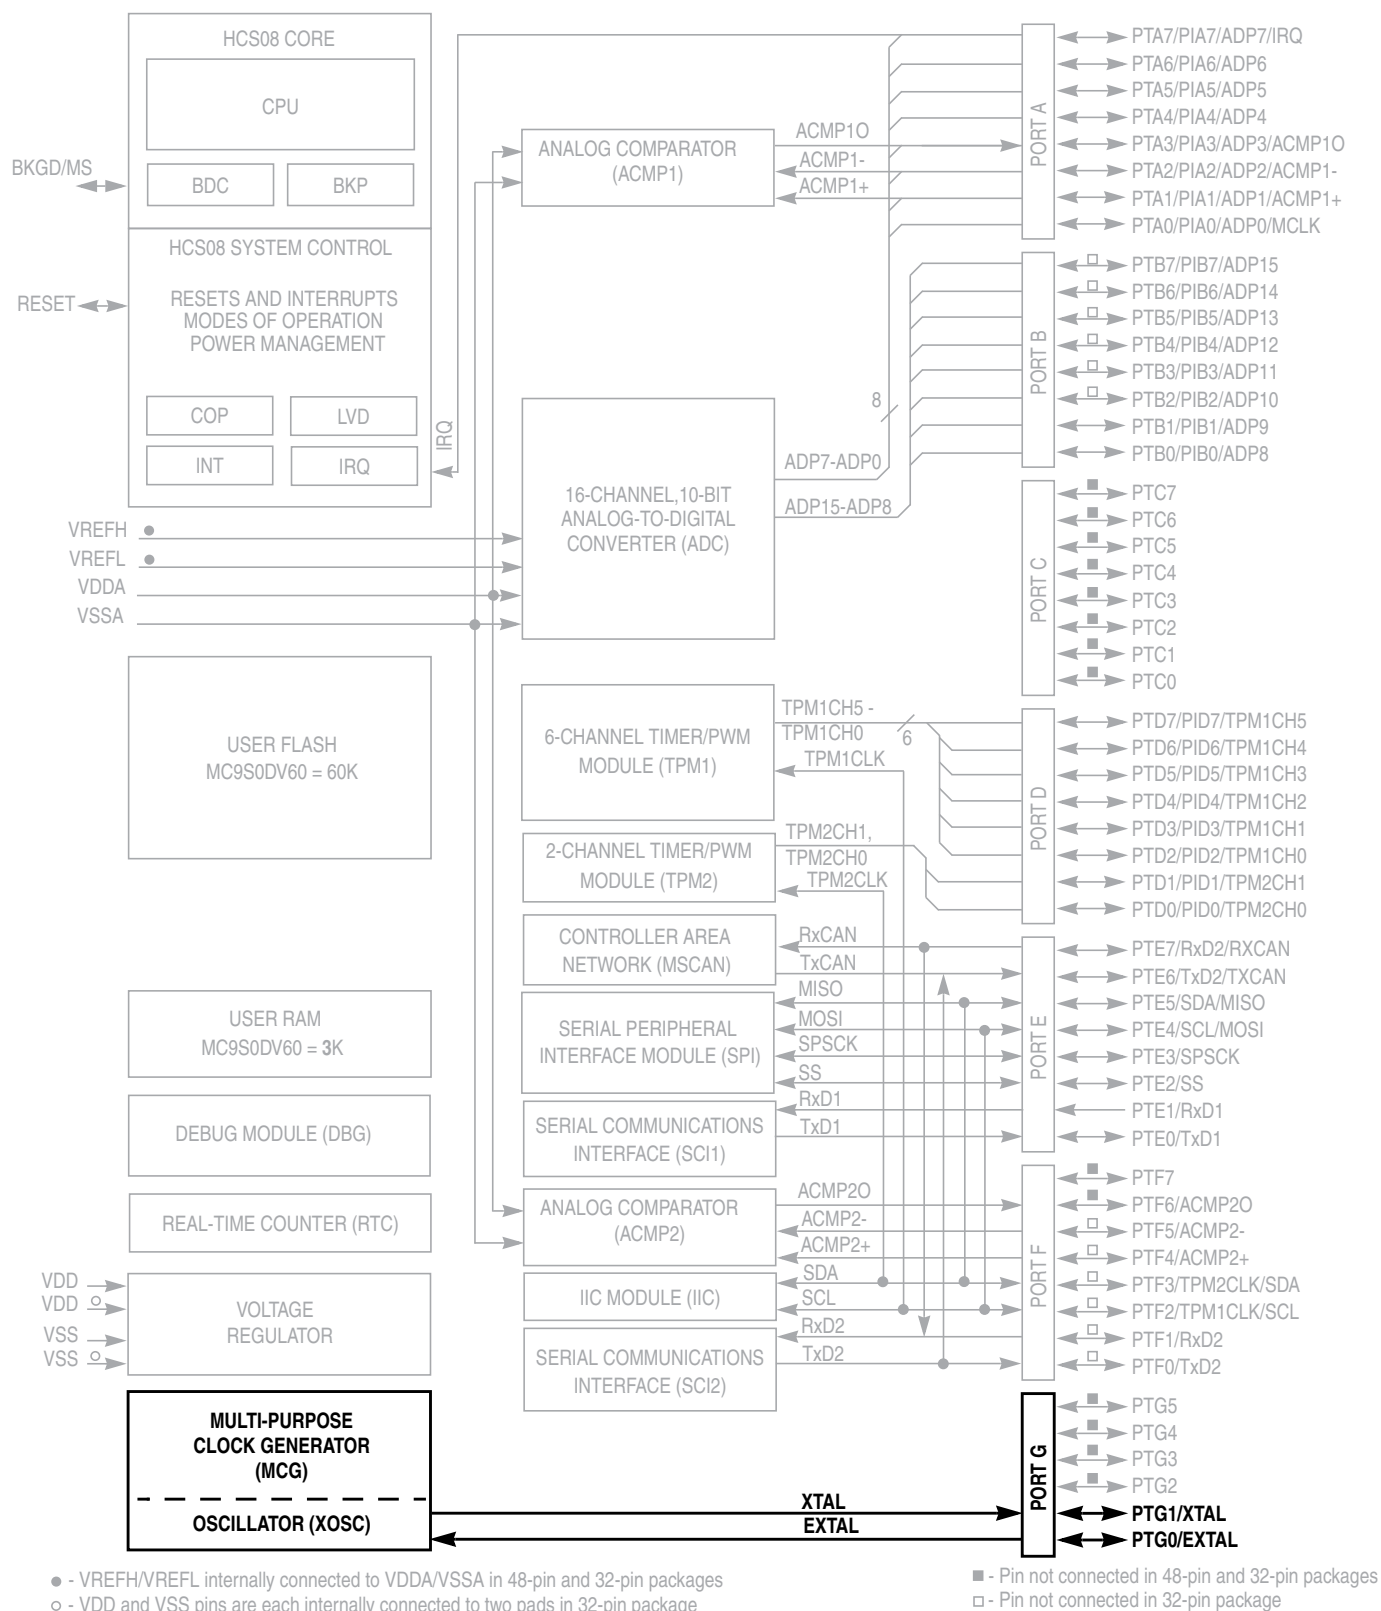 HCS08 CORE
CPU
BKGD/MS
BDC
BKP
HCS08 SYSTEM CONTROL
RESET
RESETS AND INTERRUPTS
MODES OF OPERATION
POWER MANAGEMENT
COP
LVD
INT
IRQ
IRQ
VREFH
VREFL
VDDA
VSSA
USER FLASH
MC9S0DV60 = 60K
USER RAM
MC9S0DV60 = 3K
DEBUG MODULE (DBG)
REAL-TIME COUNTER (RTC)
VDD
VDD
VSS
VSS
VOLTAGE
REGULATOR
MULTI-PURPOSE
CLOCK GENERATOR
(MCG)
OSCILLATOR (XOSC)
ANALOG COMPARATOR
(ACMP1)
ACMP1O
ACMP1-
ACMP1+
16-CHANNEL,10-BIT
ANALOG-TO-DIGITAL
CONVERTER (ADC)
8
ADP7-ADP0
ADP15-ADP8
6-CHANNEL TIMER/PWM
MODULE (TPM1)
TPM1CH5 -
TPM1CH0
6
TPM1CLK
2-CHANNEL TIMER/PWM
MODULE (TPM2)
TPM2CH1,
TPM2CH0
TPM2CLK
CONTROLLER AREA
NETWORK (MSCAN)
RxCAN
TxCAN
SERIAL PERIPHERAL
INTERFACE MODULE (SPI)
MISO
MOSI
SPSCK
SS
SERIAL COMMUNICATIONS
INTERFACE (SCI1)
RxD1
TxD1
ANALOG COMPARATOR
(ACMP2)
ACMP2O
ACMP2-
ACMP2+
IIC MODULE (IIC)
SDA
SCL
SERIAL COMMUNICATIONS
INTERFACE (SCI2)
RxD2
TxD2
XTAL
EXTAL
PORT A
PTA7/PIA7/ADP7/IRQ
PTA6/PIA6/ADP6
PTA5/PIA5/ADP5
PTA4/PIA4/ADP4
PTA3/PIA3/ADP3/ACMP1O
PTA2/PIA2/ADP2/ACMP1-
PTA1/PIA1/ADP1/ACMP1+
PTA0/PIA0/ADP0/MCLK
PORT B
PTB7/PIB7/ADP15
PTB6/PIB6/ADP14
PTB5/PIB5/ADP13
PTB4/PIB4/ADP12
PTB3/PIB3/ADP11
PTB2/PIB2/ADP10
PTB1/PIB1/ADP9
PTB0/PIB0/ADP8
PORT C
PTC7
PTC6
PTC5
PTC4
PTC3
PTC2
PTC1
PTC0
PORT D
PTD7/PID7/TPM1CH5
PTD6/PID6/TPM1CH4
PTD5/PID5/TPM1CH3
PTD4/PID4/TPM1CH2
PTD3/PID3/TPM1CH1
PTD2/PID2/TPM1CH0
PTD1/PID1/TPM2CH1
PTD0/PID0/TPM2CH0
PORT E
PTE7/RxD2/RXCAN
PTE6/TxD2/TXCAN
PTE5/SDA/MISO
PTE4/SCL/MOSI
PTE3/SPSCK
PTE2/SS
PTE1/RxD1
PTE0/TxD1
PORT F
PTF7
PTF6/ACMP2O
PTF5/ACMP2-
PTF4/ACMP2+
PTF3/TPM2CLK/SDA
PTF2/TPM1CLK/SCL
PTF1/RxD2
PTF0/TxD2
PORT G
PTG5
PTG4
PTG3
PTG2
PTG1/XTAL
PTG0/EXTAL
● - VREFH/VREFL internally connected to VDDA/VSSA in 48-pin and 32-pin packages
○ - VDD and VSS pins are each internally connected to two pads in 32-pin package
■ - Pin not connected in 48-pin and 32-pin packages
□ - Pin not connected in 32-pin package